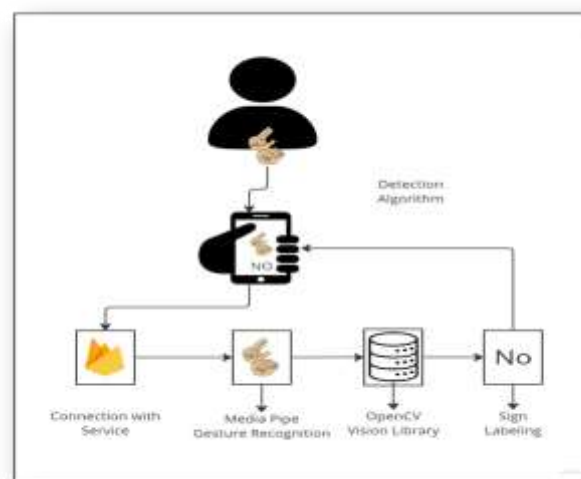 Detection
Algorithm
NO
No
Connection with
Service
Media Pipe
Gesture Recognition
OpenCV
Vision Library
Sign
Labeling